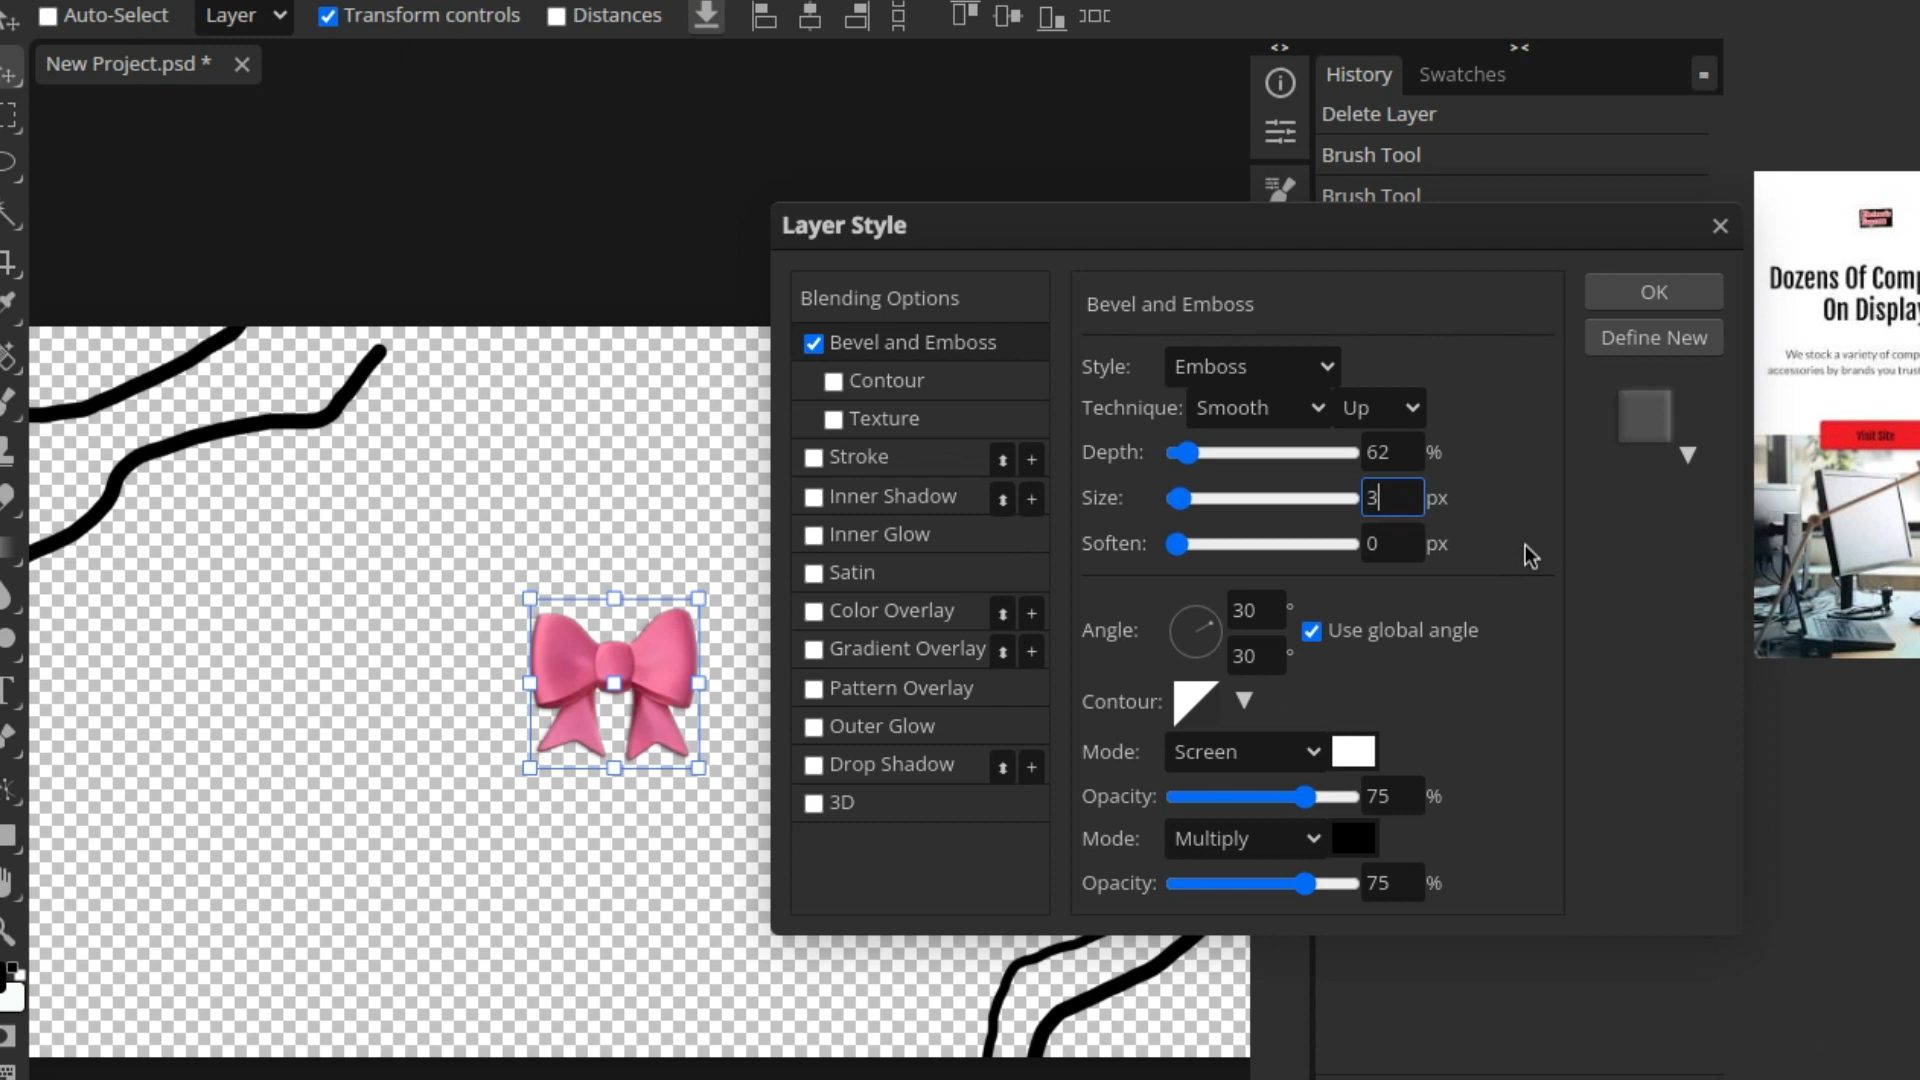 Auto-Select
Layer
Transform controls
Distances
New Project.psd *
History
Swatches
Delete Layer
Brush Tool
Brush Tool
Layer Style
Blending Options
Bevel and Emboss
Contour
Texture
Stroke
+
Inner Shadow
+
Inner Glow
Satin
Color Overlay
+
Gradient Overlay
+
Pattern Overlay
Outer Glow
Drop Shadow
+
3D
Bevel and Emboss
Style: Emboss
Technique: Smooth Up
Depth: 62 %
Size: 3 px
Soften: 0 px
Angle: 30 °
30 °
Use global angle
Contour:
Mode: Screen
Opacity: 75 %
Mode: Multiply
Opacity: 75 %
OK
Define New
Dozens Of Comp
On Display
We stock a variety of comp
accessories by brands you trust
Visit Site